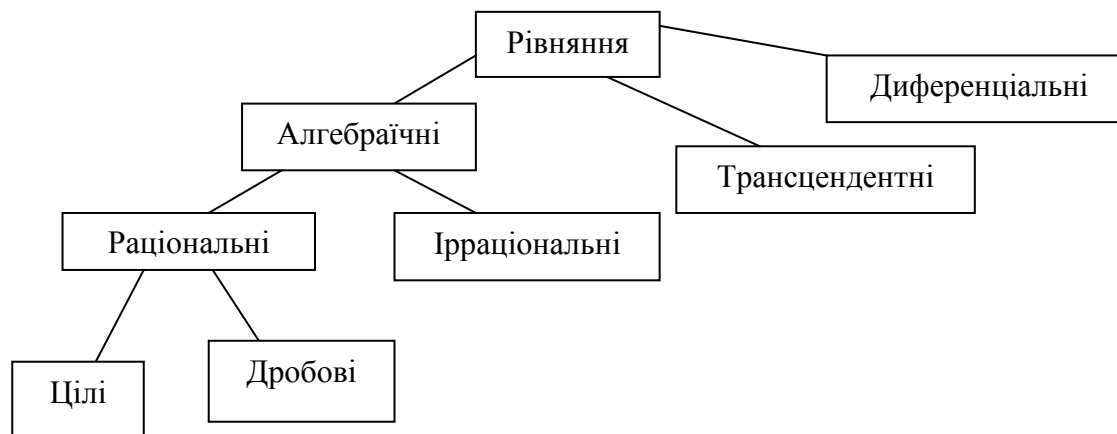 Рівняння
Диференціальні
Алгебраїчні
Трансцендентні
Раціональні
Ірраціональні
Дробові
Цілі